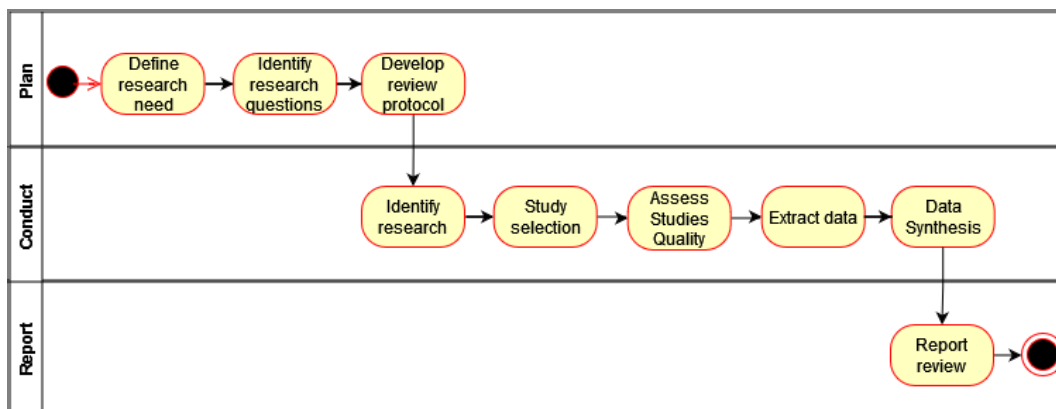 Plan
Define
research
need
Identify
research
questions
Develop
review
protocol
Conduct
Identify
research
Study
selection
Assess
Studies
Quality
Extract data
Data
Synthesis
Report
Report
review